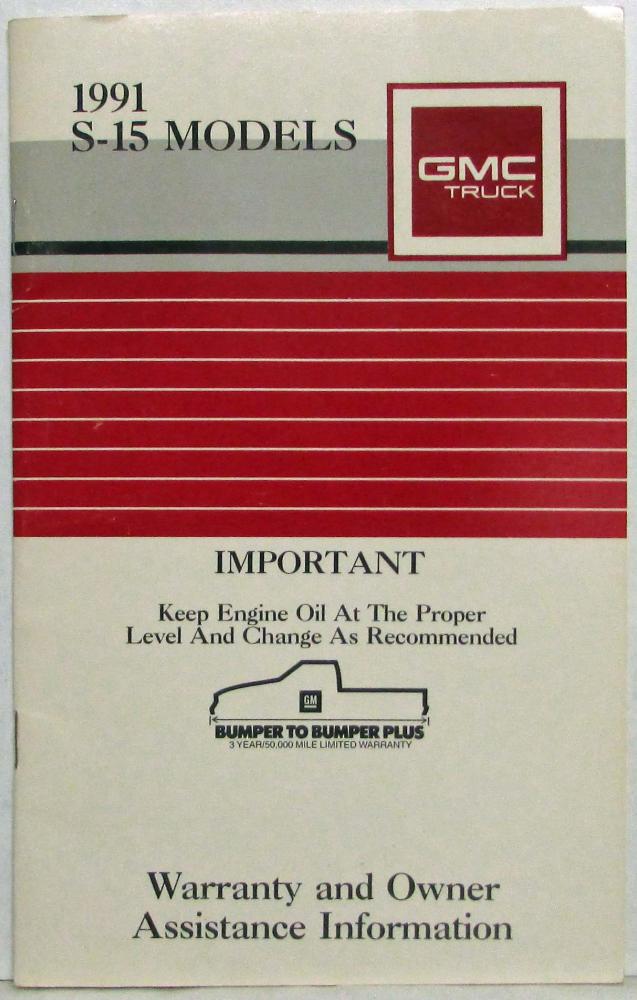 1991
S-15 MODELS
GMC
TRUCK
IMPORTANT
Keep Engine Oil At The Proper
Level And Change As Recommended
GM
BUMPER TO BUMPER PLUS
3 YEAR/50,000 MILE LIMITED WARRANTY
Warranty and Owner
Assistance Information